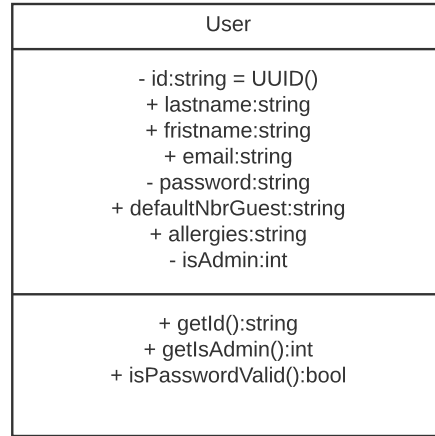 User
- id:string = UUID()
+ lastname:string
+ fristname:string
+ email:string
- password:string
+ defaultNbrGuest:string
+ allergies:string
- isAdmin:int
+ getId():string
+ getIsAdmin():int
+ isPasswordValid():bool